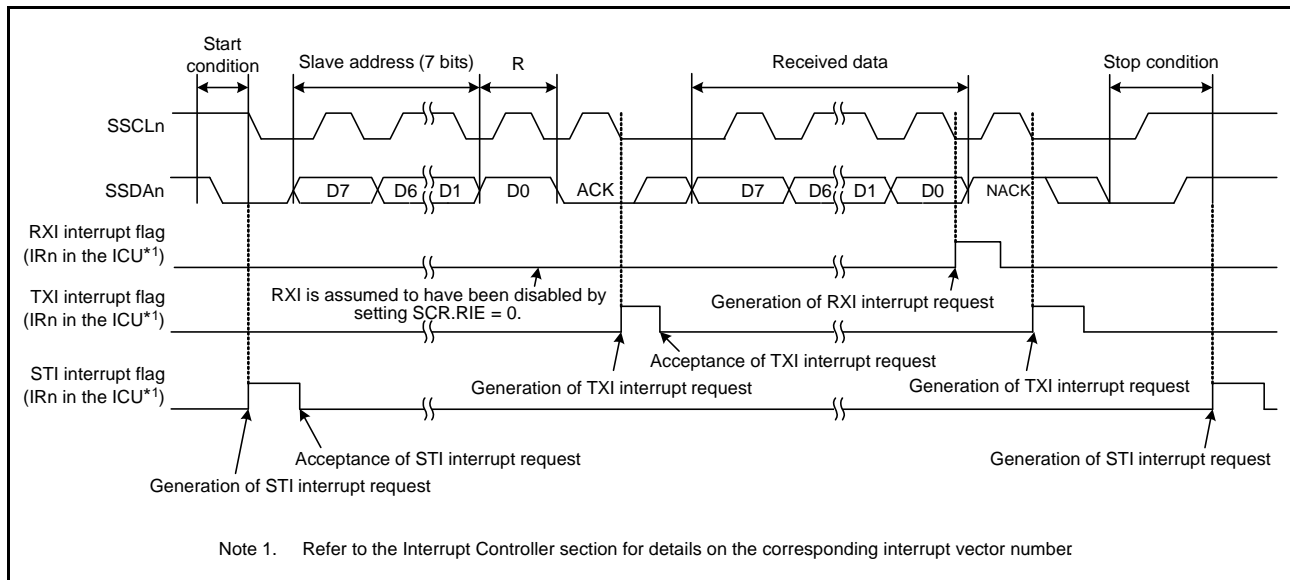 Start
condition
Slave address (7 bits)
R
Received data
Stop condition
SSCLn
SSDAn
D7
D6
D1
D0
ACK
D7
D6
D1
D0
NACK
RXI interrupt flag
(IRn in the ICU*1)
RXI is assumed to have been disabled by
setting SCR.RIE = 0.
Generation of RXI interrupt request
TXI interrupt flag
(IRn in the ICU*1)
Acceptance of TXI interrupt request
Generation of TXI interrupt request
Generation of TXI interrupt request
STI interrupt flag
(IRn in the ICU*1)
Acceptance of STI interrupt request
Generation of STI interrupt request
Generation of STI interrupt request
Note 1. Refer to the Interrupt Controller section for details on the corresponding interrupt vector number.